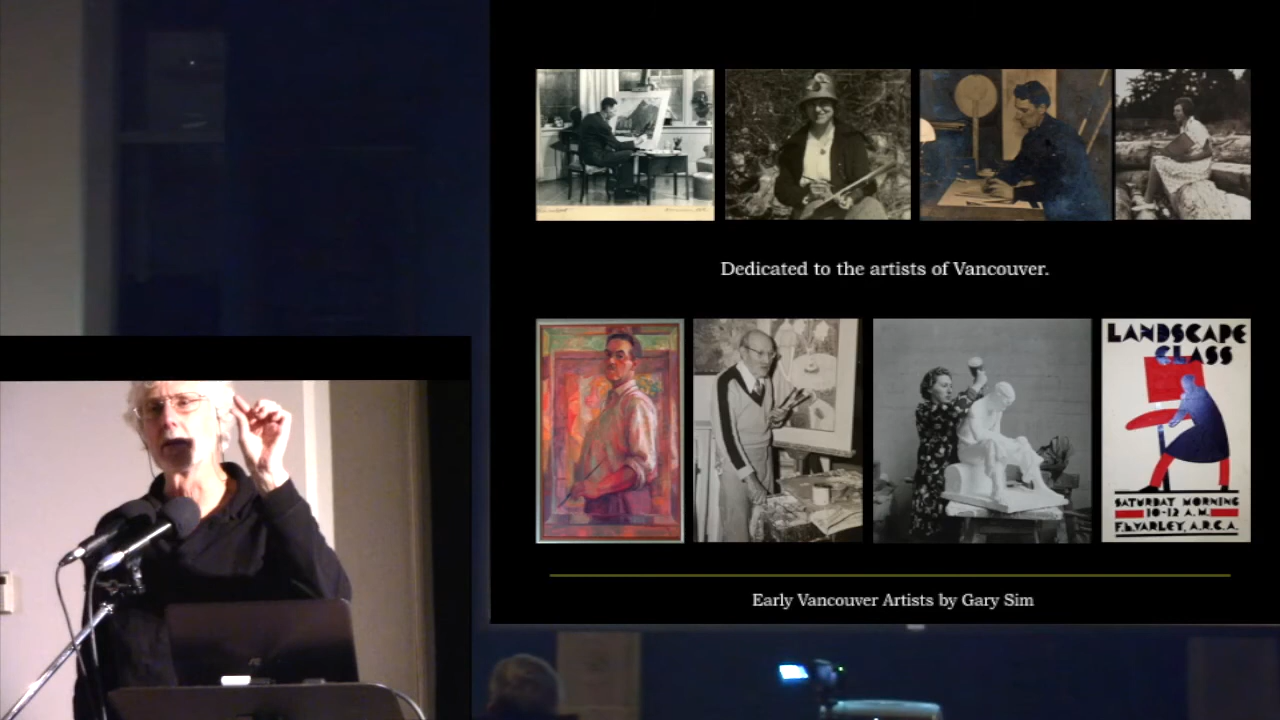 Dedicated to the artists of Vancouver.
LANDSCAPE
CLASS
SATURDAY MORNING
10-12 A.M.
F.H.VARLEY, A.R.C.A.
Early Vancouver Artists by Gary Sim